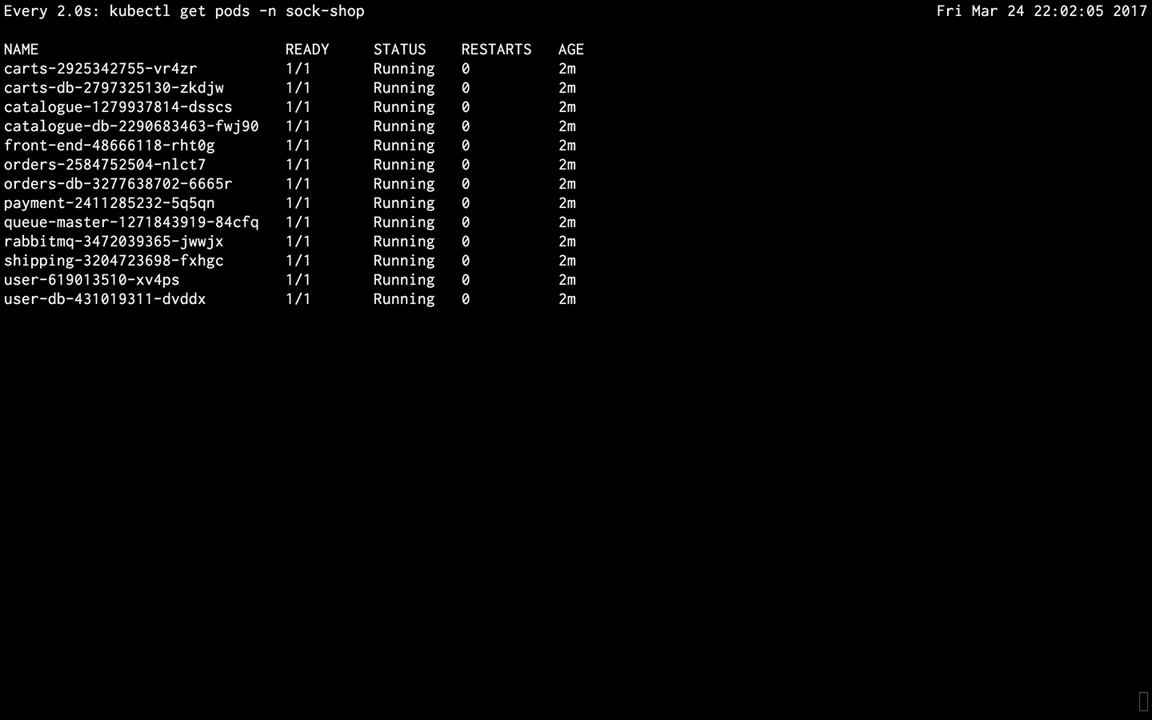 Every 2.0s: kubectl get pods -n sock-shop Fri Mar 24 22:02:05 2017
NAME READY STATUS RESTARTS AGE
carts-2925342755-vr4zr 1/1 Running 0 2m
carts-db-2797325130-zkdjw 1/1 Running 0 2m
catalogue-1279937814-dsscs 1/1 Running 0 2m
catalogue-db-2290683463-fwj90 1/1 Running 0 2m
front-end-48666118-rht0g 1/1 Running 0 2m
orders-2584752504-nlct7 1/1 Running 0 2m
orders-db-3277638702-6665r 1/1 Running 0 2m
payment-2411285232-5q5qn 1/1 Running 0 2m
queue-master-1271843919-84cfq 1/1 Running 0 2m
rabbitmq-3472039365-jwwjx 1/1 Running 0 2m
shipping-3204723698-fxhgc 1/1 Running 0 2m
user-619013510-xv4ps 1/1 Running 0 2m
user-db-431019311-dvddx 1/1 Running 0 2m